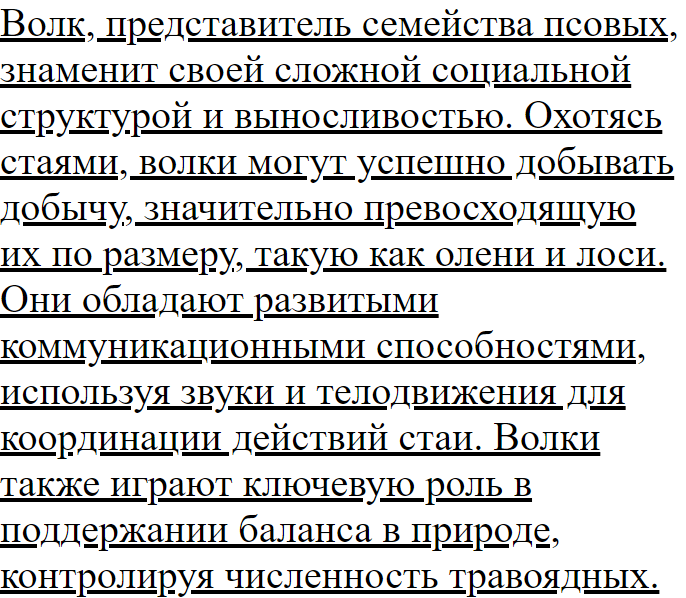 Волк, представитель семейства псовых,
знаменит своей сложной социальной
структурой и выносливостью. Охотясь
стаями, волки могут успешно добывать
добычу, значительно превосходящую
их по размеру, такую как олени и лоси.
Они обладают развитыми
коммуникационными способностями,
используя звуки и телодвижения для
координации действий стаи. Волки
также играют ключевую роль в
поддержании баланса в природе,
контролируя численность травоядных.